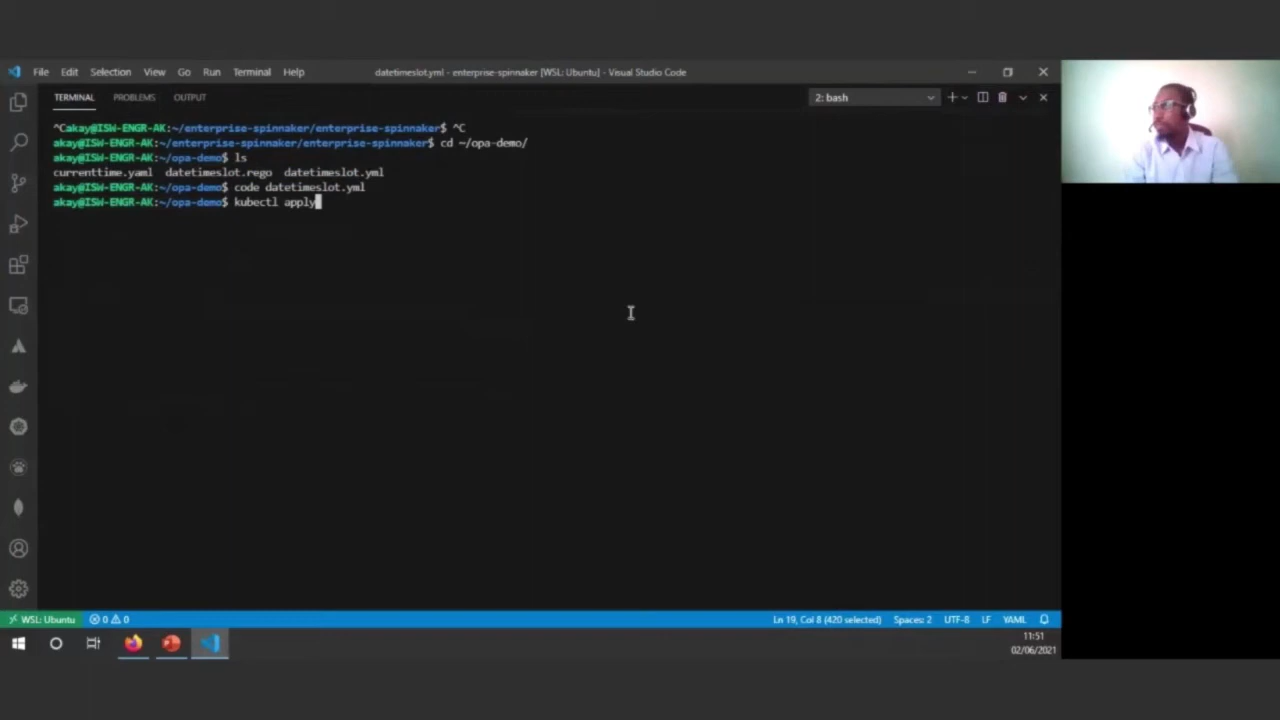 File Edit Selection View Go Run Terminal Help
datetimeslot.yml - enterprise-spinnaker [WSL: Ubuntu] - Visual Studio Code
TERMINAL PROBLEMS OUTPUT
2: bash
^Cakay@ISW-ENGR-AK:~/enterprise-spinnaker/enterprise-spinnaker$ ^C
akay@ISW-ENGR-AK:~/enterprise-spinnaker/enterprise-spinnaker$ cd ~/opa-demo/
akay@ISW-ENGR-AK:~/opa-demo$ ls
currenttime.yaml datetimeslot.rego datetimeslot.yml
akay@ISW-ENGR-AK:~/opa-demo$ code datetimeslot.yml
akay@ISW-ENGR-AK:~/opa-demo$ kubectl apply
WSL: Ubuntu 0 0 Ln 19, Col 8 (420 selected) Spaces: 2 UTF-8 LF YAML
11:51
02/06/2021